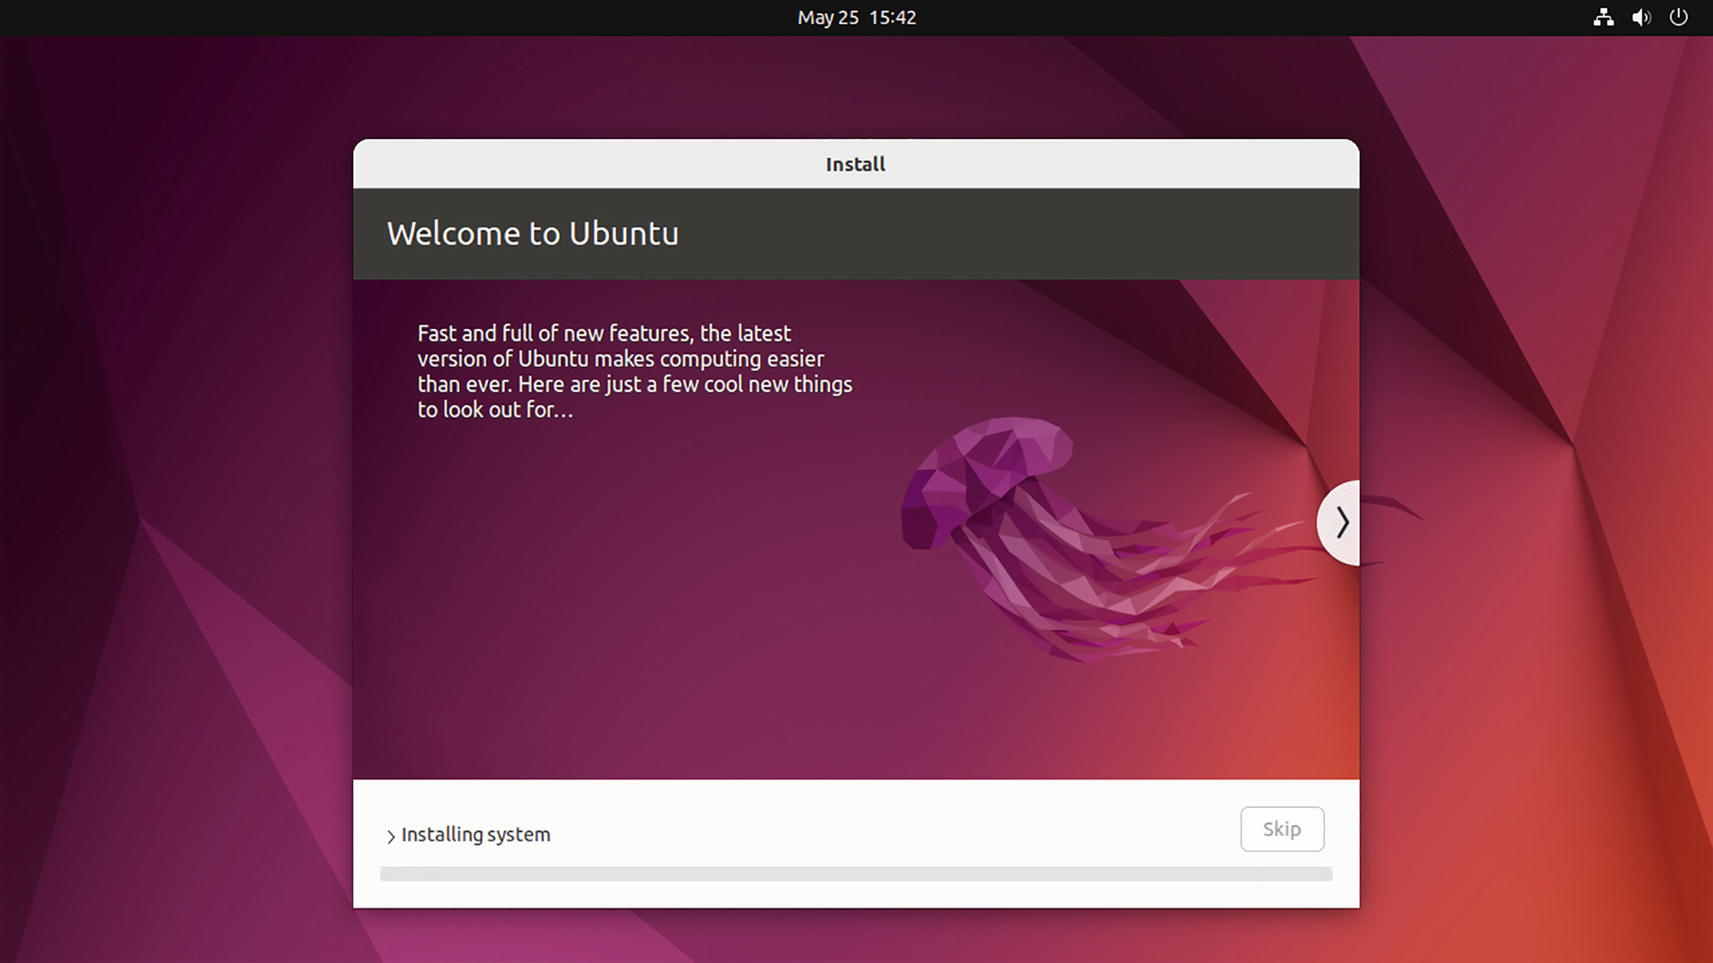 May 25 15:42
Install
Welcome to Ubuntu
Fast and full of new features, the latest
version of Ubuntu makes computing easier
than ever. Here are just a few cool new things
to look out for...
Installing system
Skip